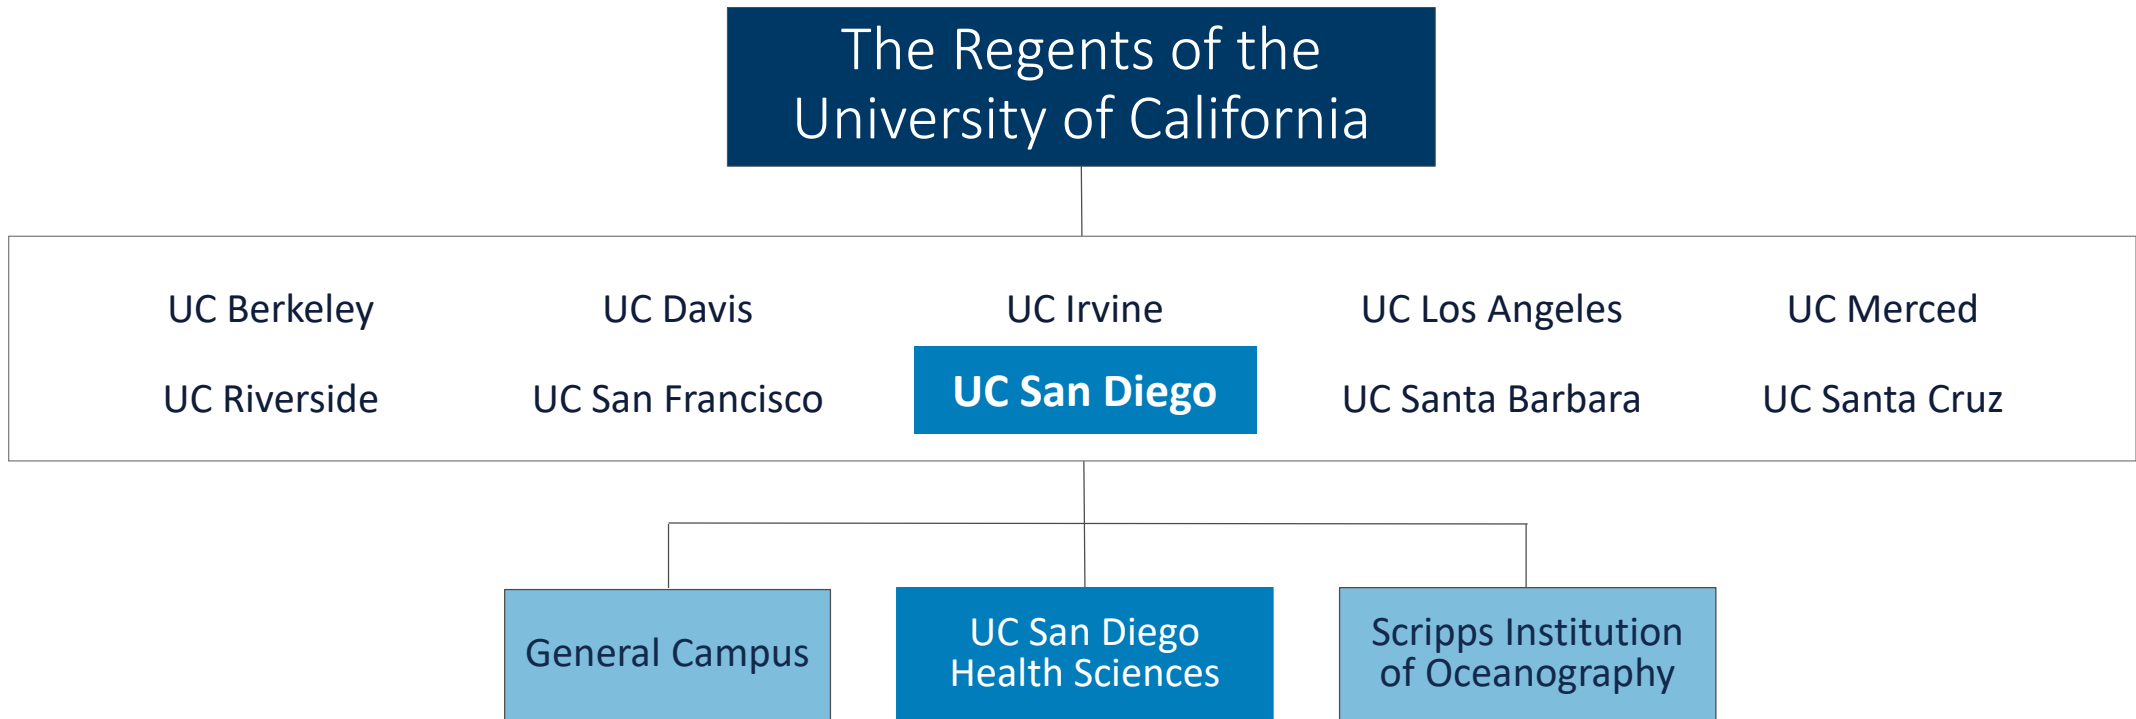 The Regents of the
University of California
UC Berkeley
UC Davis
UC Irvine
UC Los Angeles
UC Merced
UC Riverside
UC San Francisco
UC San Diego
UC Santa Barbara
UC Santa Cruz
General Campus
UC San Diego
Health Sciences
Scripps Institution
of Oceanography